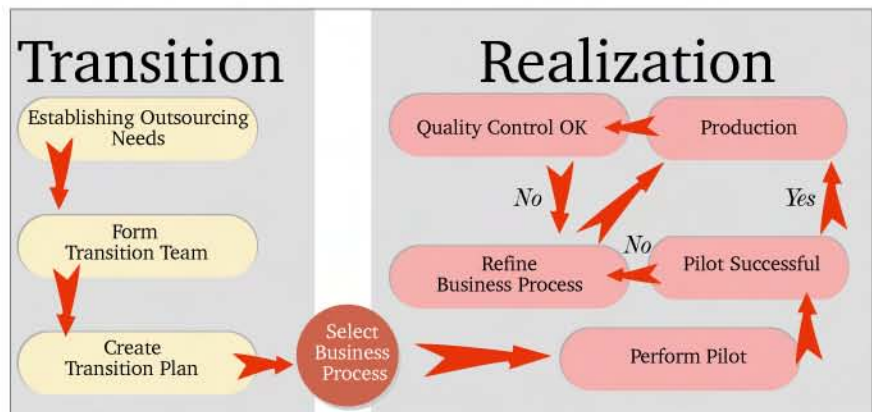 Transition
Establishing Outsourcing
Needs
Form
Transition Team
Create
Transition Plan
Select
Business
Process
Realization
Quality Control OK
Production
No
Yes
Refine
Business Process
No
Pilot Successful
Perform Pilot